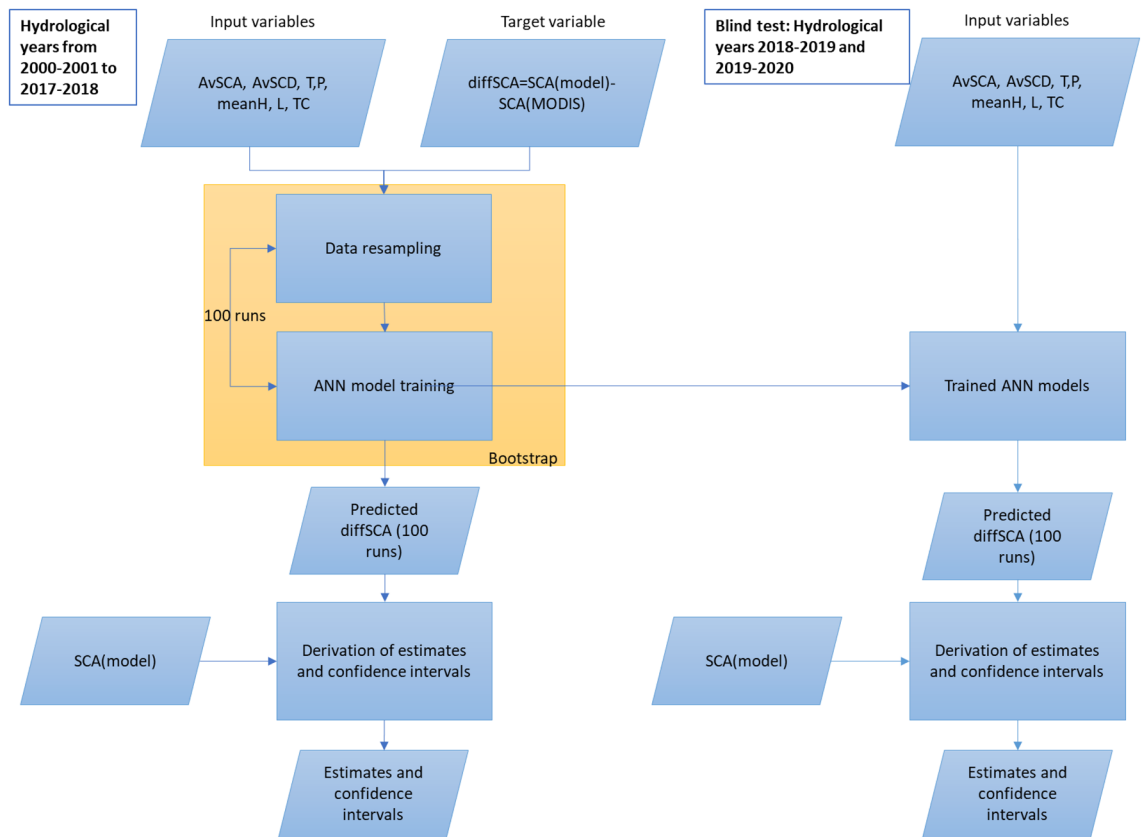 Hydrological
years from
2000-2001 to
2017-2018
Input variables
AvSCA, AvSCD, T,P,
meanH, L, TC
Target variable
diffSCA=SCA(model)-
SCA(MODIS)
Data resampling
100 runs
ANN model training
Bootstrap
Predicted
diffSCA (100
runs)
SCA(model)
Derivation of estimates
and confidence intervals
Estimates and
confidence
intervals
Blind test: Hydrological
years 2018-2019 and
2019-2020
Input variables
AvSCA, AvSCD, T,P,
meanH, L, TC
Trained ANN models
Predicted
diffSCA (100
runs)
SCA(model)
Derivation of estimates
and confidence intervals
Estimates and
confidence
intervals